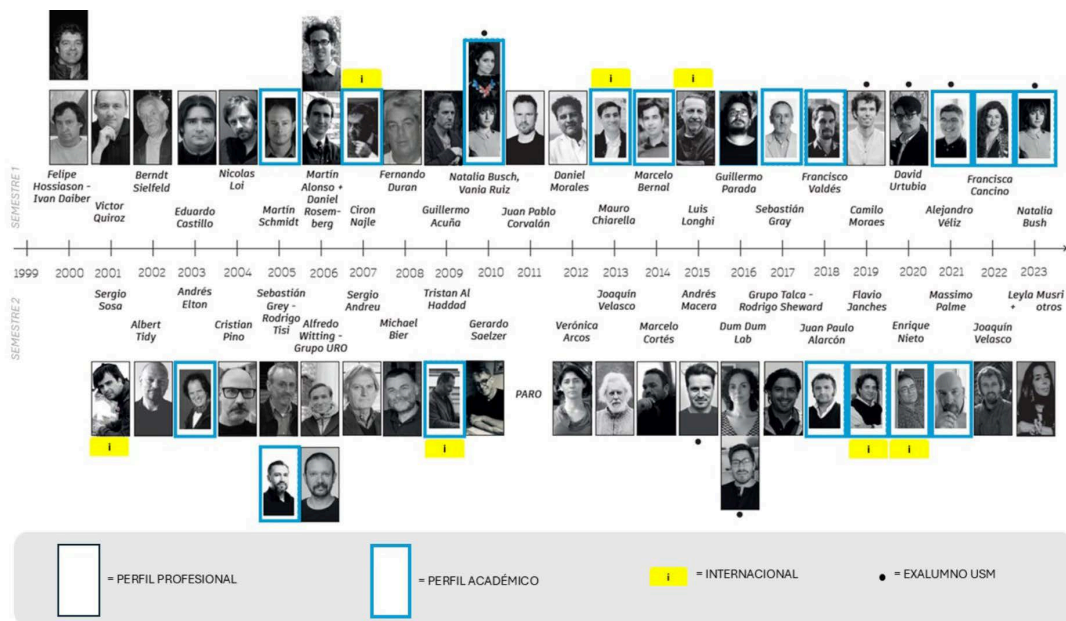 SEMESTRE 1
Felipe
Hossiason -
Ivan Daiber
Victor
Quiroz
Berndt
Sielfeld
Eduardo
Castillo
Nicolas
Loi
Martín
Schmidt
Martín
Alonso +
Daniel
Rosem-
berg
i
Ciron
Najle
Fernando
Duran
Guillermo
Acuña
Natalia Busch,
Vania Ruiz
Juan Pablo
Corvalán
Daniel
Morales
i
Mauro
Chiarella
Marcelo
Bernal
i
Luis
Longhi
Guillermo
Parada
Sebastián
Gray
Francisco
Valdés
Camilo
Moraes
David
Urtubia
Alejandro
Véliz
Francisca
Cancino
Natalia
Bush
1999 2000 2001 2002 2003 2004 2005 2006 2007 2008 2009 2010 2011 2012 2013 2014 2015 2016 2017 2018 2019 2020 2021 2022 2023
SEMESTRE 2
Sergio
Sosa
i
Albert
Tidy
Andrés
Elton
Cristian
Pino
Sebastián
Grey -
Rodrigo
Tisi
Alfredo
Witting -
Grupo URO
Sergio
Andreu
Michael
Bier
Tristan Al
Haddad
i
Gerardo
Saelzer
PARO
Verónica
Arcos
Joaquín
Velasco
Marcelo
Cortés
Andrés
Macera
Dum Dum
Lab
Grupo Talca -
Rodrigo Sheward
Juan Paulo
Alarcón
Flavio
Janches
i
Enrique
Nieto
i
Massimo
Palme
Joaquín
Velasco
Leyla Musri
+ otros
= PERFIL PROFESIONAL
= PERFIL ACADÉMICO
i = INTERNACIONAL
• = EXALUMNO USM